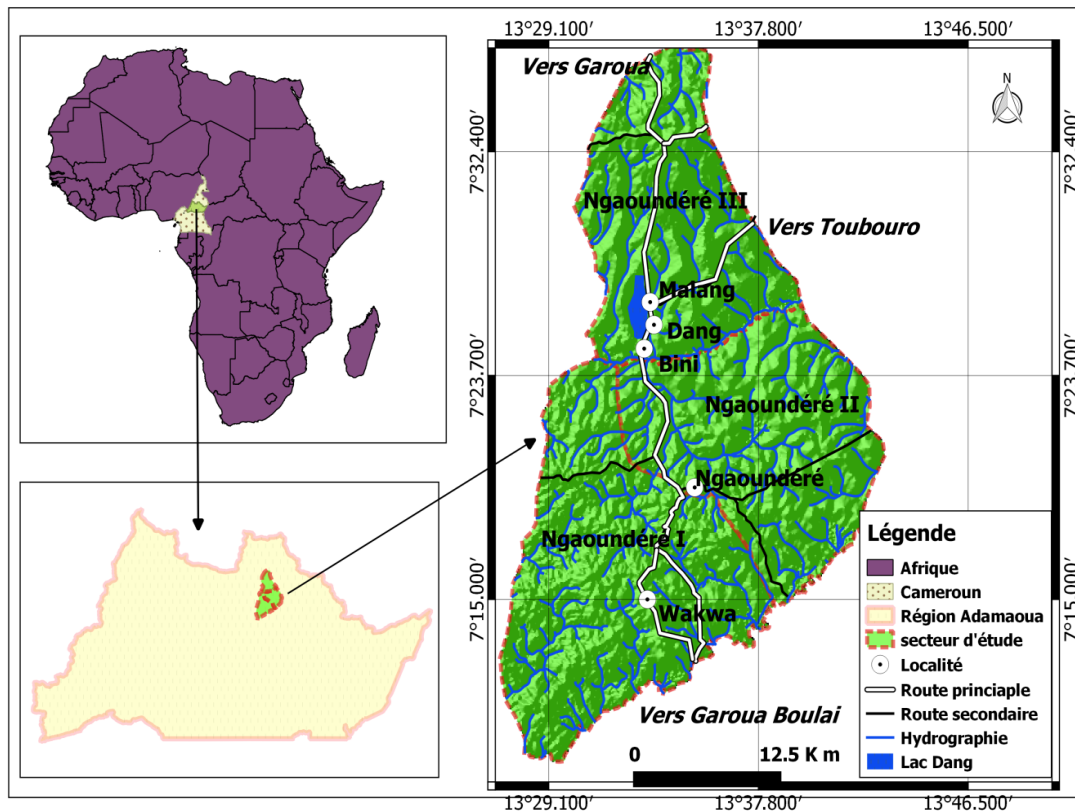 13°29.100′ 13°37.800′ 13°46.500′
Vers Garoua
N
7°32.400′ 7°32.400′
Ngaoundéré III
Vers Toubouro
Malang
Dang
Bini
7°23.700′ 7°23.700′
Ngaoundéré II
Ngaoundéré
Ngaoundéré I
Légende
Afrique
Cameroun
7°15.000′ 7°15.000′
Wakwa
Région Adamaoua
secteur d'étude
Localité
Route princiaple
Route secondaire
Hydrographie
Lac Dang
Vers Garoua Boulai
0 12.5 K m
13°29.100′ 13°37.800′ 13°46.500′